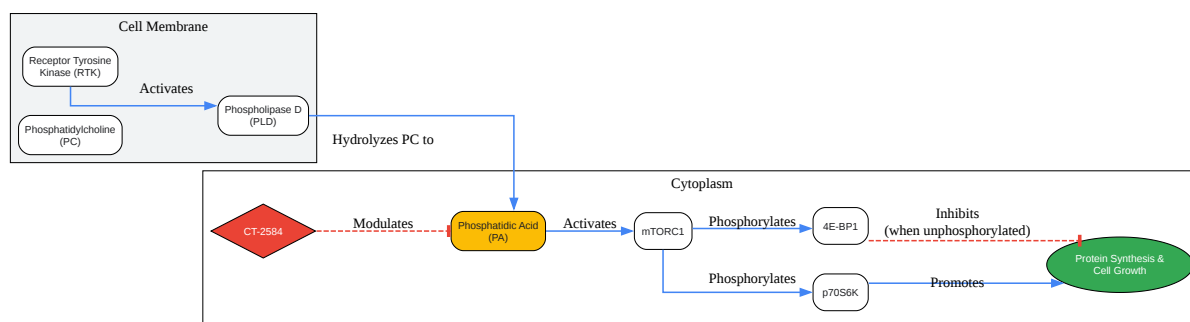 Cell Membrane
Receptor Tyrosine
Kinase (RTK)
Activates
Phospholipase D
(PLD)
Phosphatidylcholine
(PC)
Hydrolyzes PC to
Cytoplasm
CT-2584
Modulates
Phosphatidic Acid
(PA)
Activates
mTORC1
Phosphorylates
4E-BP1
Inhibits
(when unphosphorylated)
Protein Synthesis &
Cell Growth
Phosphorylates
p70S6K
Promotes